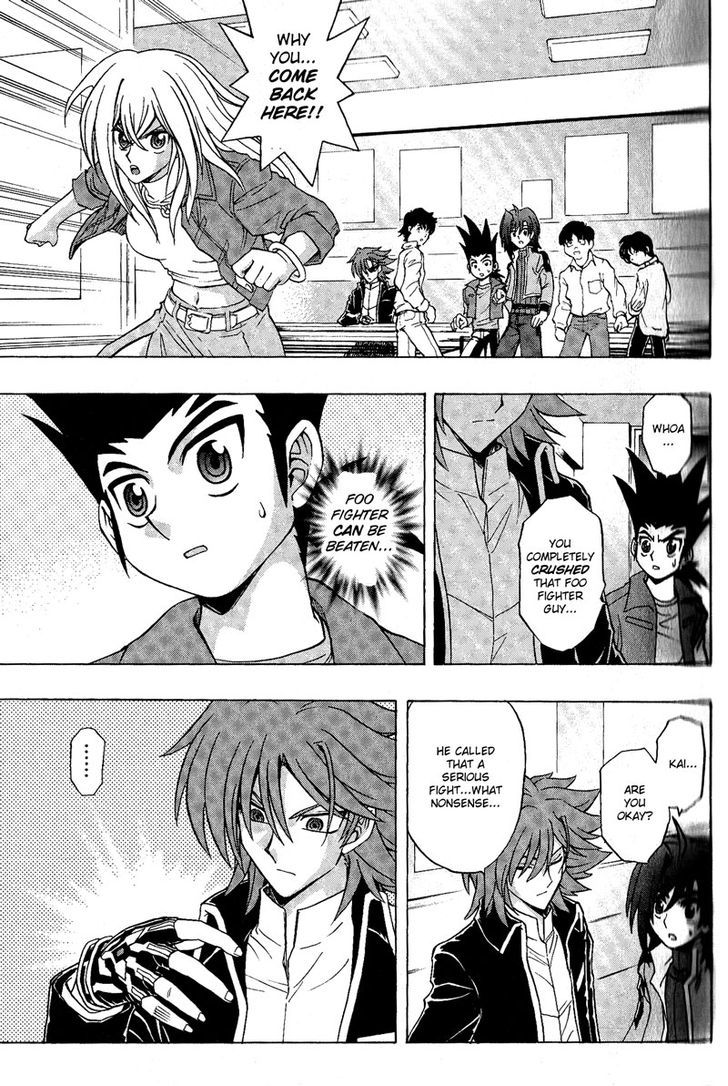 WHY
YOU...
COME
BACK
HERE!!
WHOA
...
YOU
COMPLETELY
CRUSHED
THAT FOO
FIGHTER
GUY...
FOO
FIGHTER
CAN BE
BEATEN...
KAI...
ARE
YOU
OKAY?
HE CALLED
THAT A
SERIOUS
FIGHT...WHAT
NONSENSE...
......